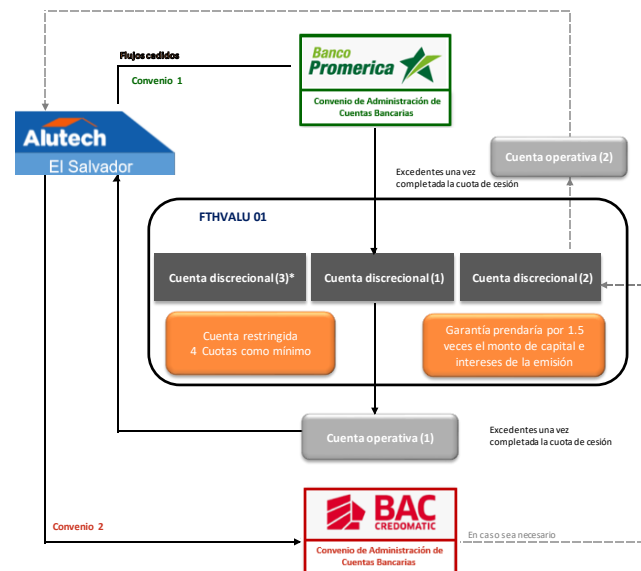 Flujos cedidos
Convenio 1
Banco
Promerica
Convenio de Administración de
Cuentas Bancarias
Alutech
El Salvador
Cuenta operativa (2)
Excedentes una vez
completada la cuota de cesión
FTHVALU 01
Cuenta discrecional (3)*
Cuenta discrecional (1)
Cuenta discrecional (2)
Cuenta restringida
4 Cuotas como mínimo
Garantía prendaría por 1.5
veces el monto de capital e
intereses de la emisión
Cuenta operativa (1)
Excedentes una vez
completada la cuota de cesión
Convenio 2
BAC
CREDOMATIC
Convenio de Administración de
Cuentas Bancarias
En caso sea necesario